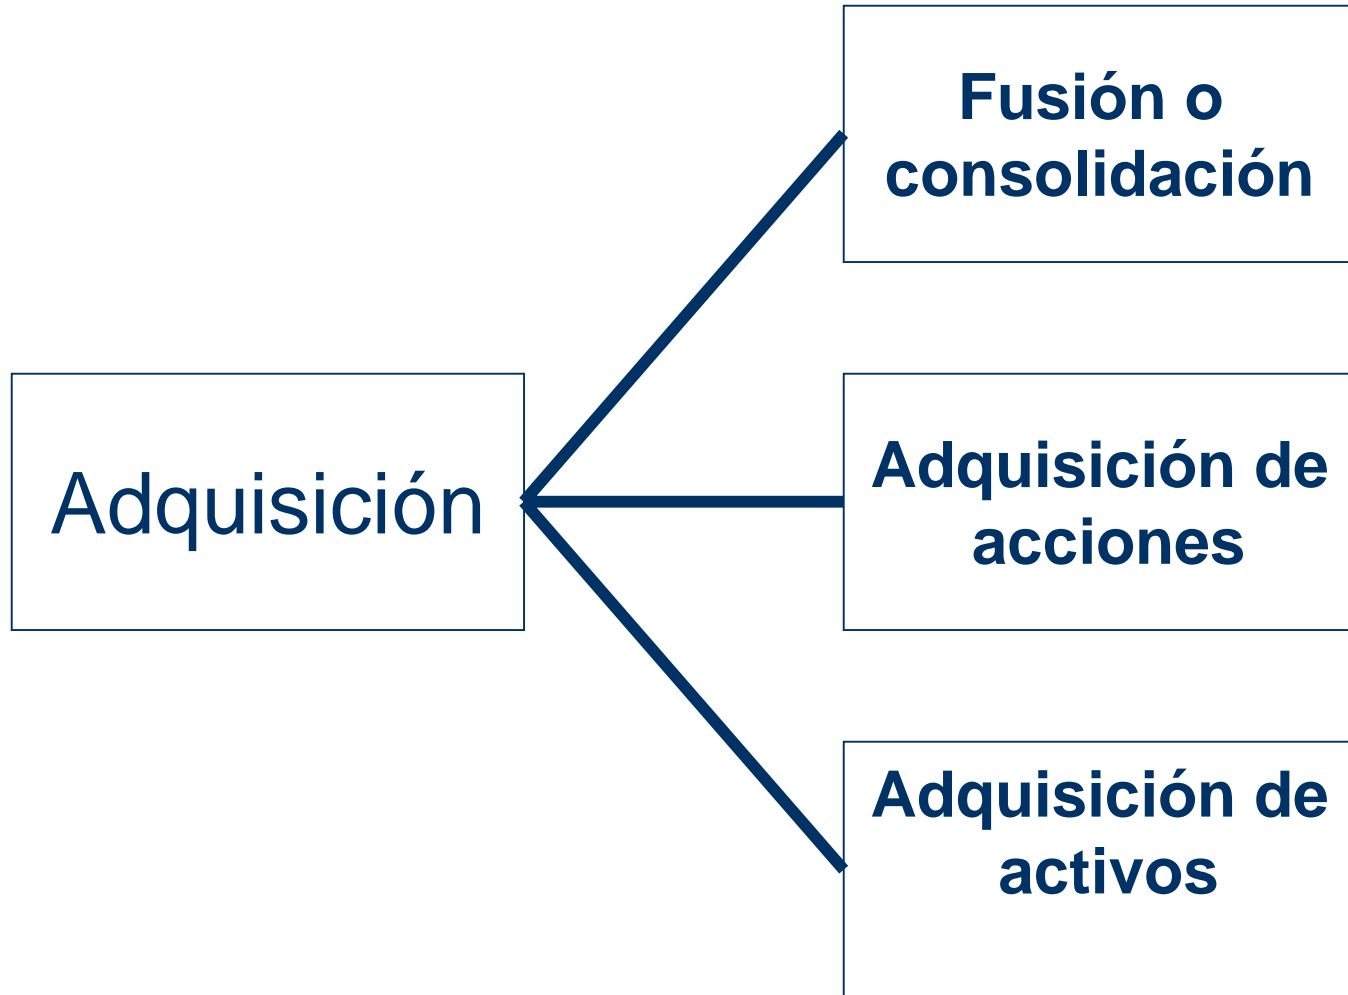 Fusión o
consolidación
Adquisición
Adquisición de
acciones
Adquisición de
activos